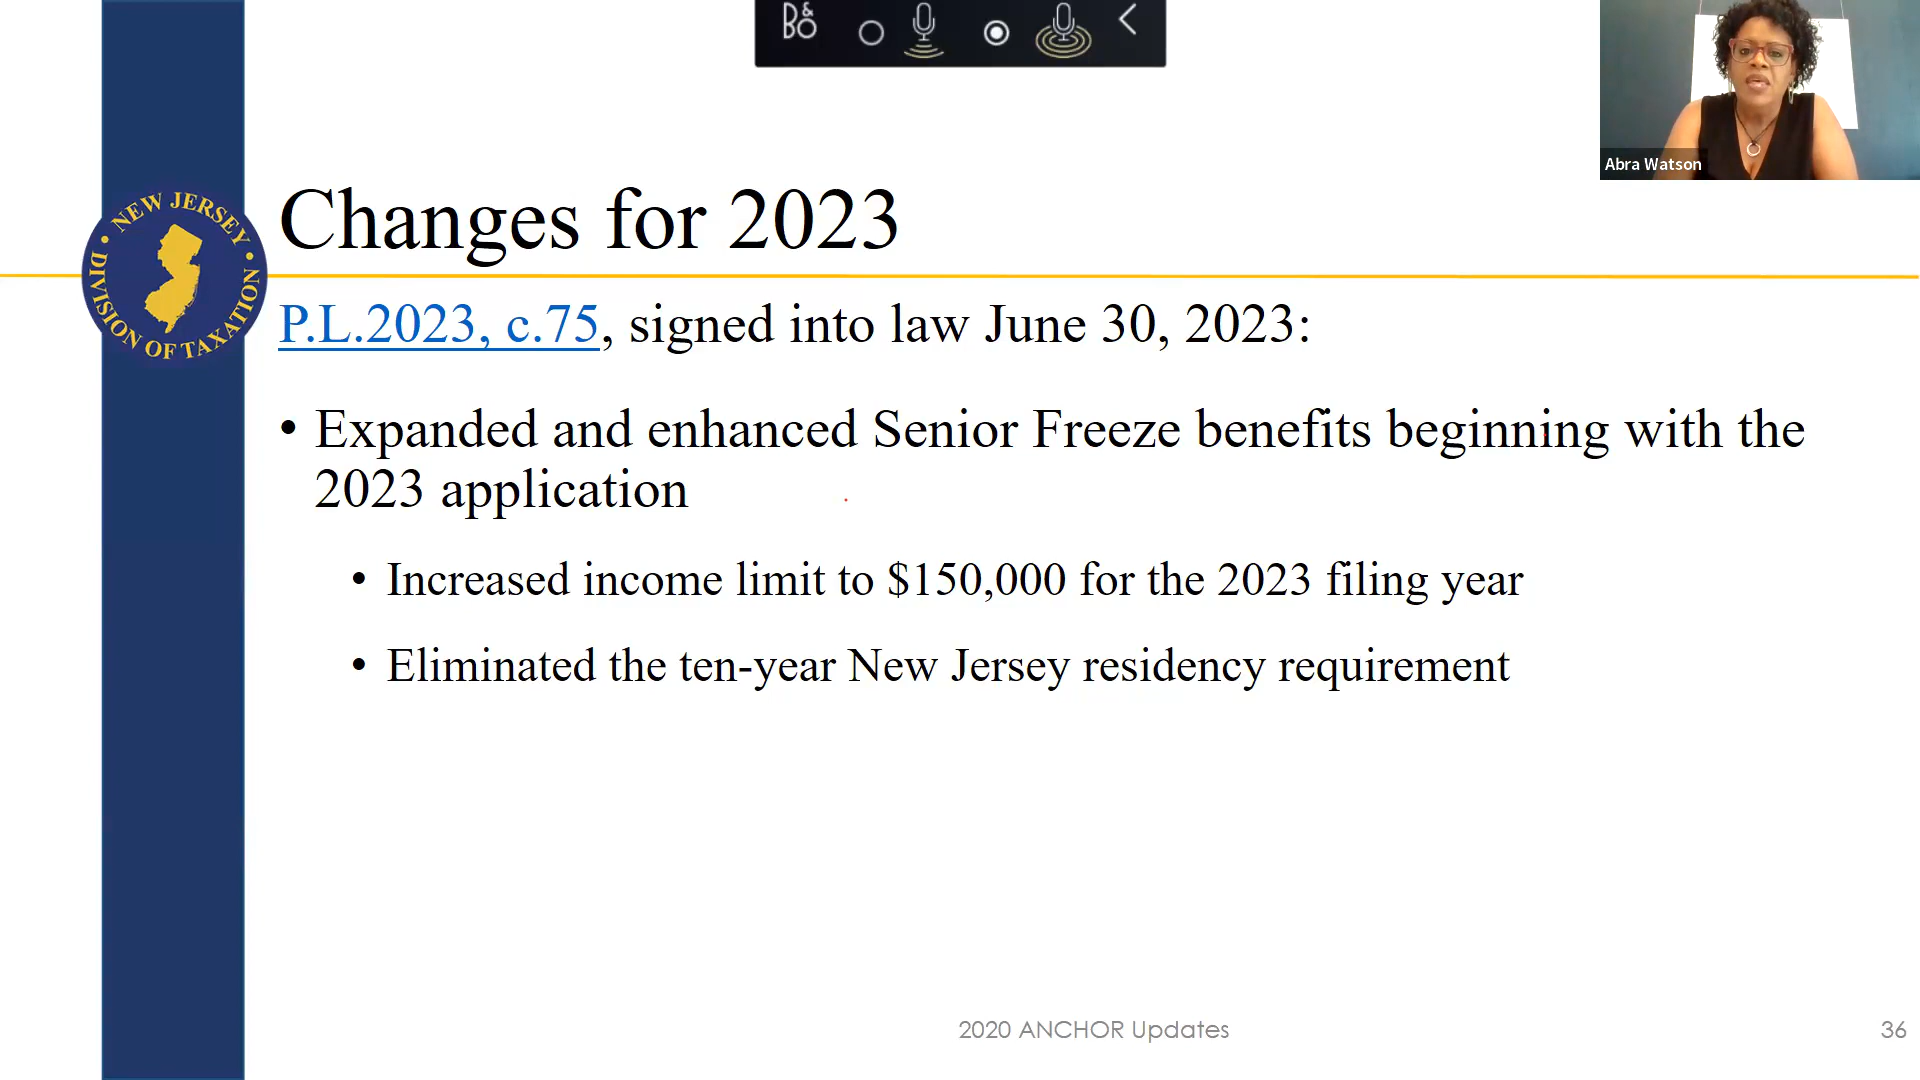 B&O
Abra Watson
NEW JERSEY
DIVISION OF TAXATION
Changes for 2023
P.L.2023, c.75, signed into law June 30, 2023:
• Expanded and enhanced Senior Freeze benefits beginning with the
2023 application
• Increased income limit to $150,000 for the 2023 filing year
• Eliminated the ten-year New Jersey residency requirement
2020 ANCHOR Updates
36